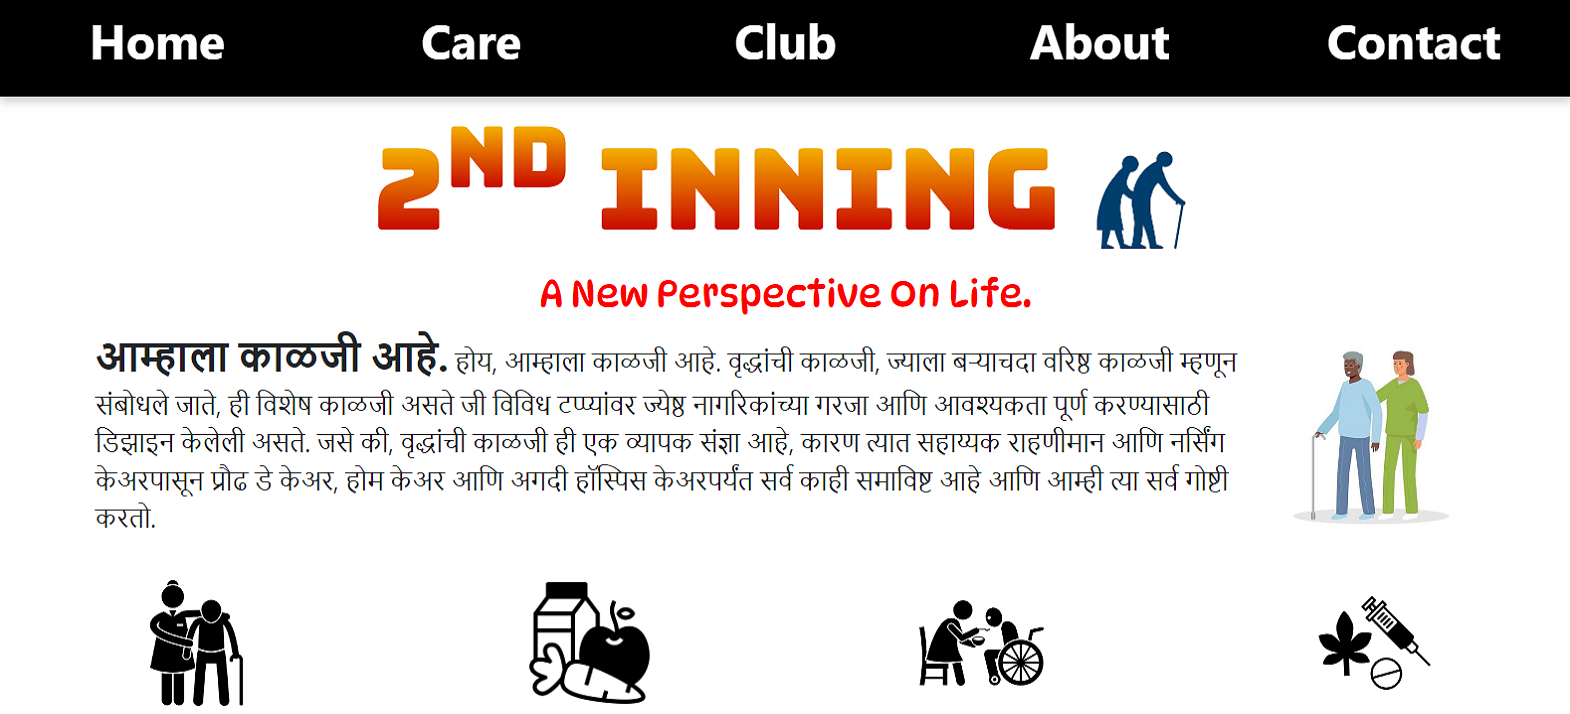 Home Care Club About Contact
2ND INNING
A New Perspective On Life.
आम्हाला काळजी आहे. होय, आम्हाला काळजी आहे. वृद्धांची काळजी, ज्याला बऱ्याचदा वरिष्ठ काळजी म्हणून
संबोधले जाते, ही विशेष काळजी असते जी विविध टप्प्यांवर ज्येष्ठ नागरिकांच्या गरजा आणि आवश्यकता पूर्ण करण्यासाठी
डिझाइन केलेली असते. जसे की, वृद्धांची काळजी ही एक व्यापक संज्ञा आहे, कारण त्यात सहाय्यक राहणीमान आणि नर्सिंग
केअरपासून प्रौढ डे केअर, होम केअर आणि अगदी हॉस्पिस केअरपर्यंत सर्व काही समाविष्ट आहे आणि आम्ही त्या सर्व गोष्टी
करतो.